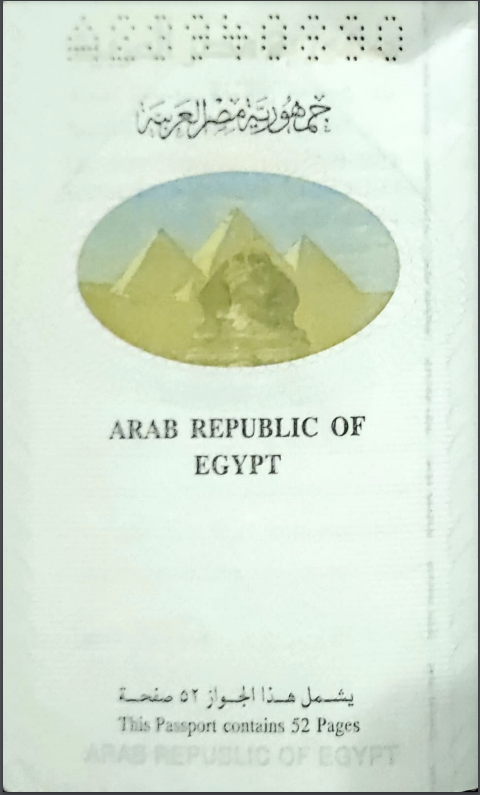 جمهورية مصر العربية
ARAB REPUBLIC OF
EGYPT
يشمل هذا الجواز ٥٢ صفحة
This Passport contains 52 Pages
ARAB REPUBLIC OF EGYPT